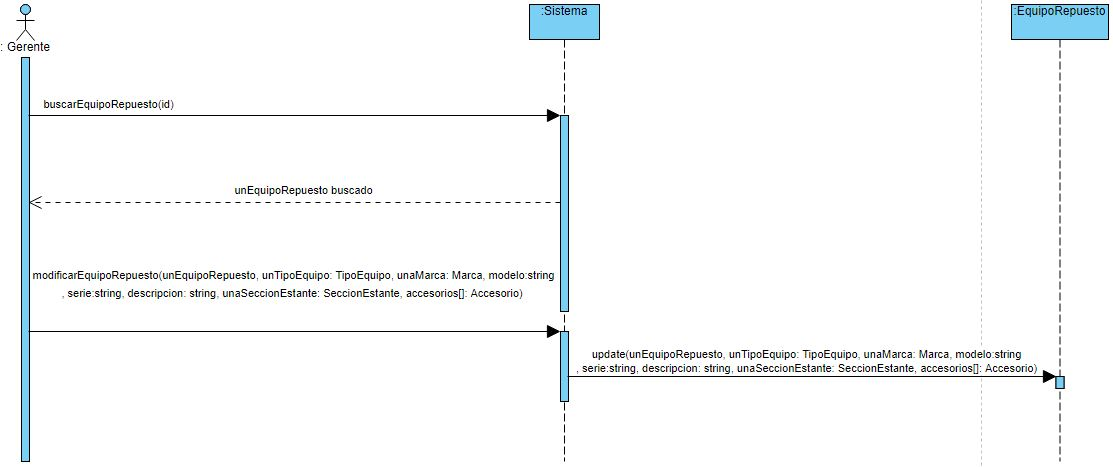 :Sistema
:EquipoRepuesto
: Gerente
buscarEquipoRepuesto(id)
unEquipoRepuesto buscado
modificarEquipoRepuesto(unEquipoRepuesto, unTipoEquipo: TipoEquipo, unaMarca: Marca, modelo:string
, serie:string, descripcion: string, unaSeccionEstante: SeccionEstante, accesorios[]: Accesorio)
update(unEquipoRepuesto, unTipoEquipo: TipoEquipo, unaMarca: Marca, modelo:string
, serie:string, descripcion: string, unaSeccionEstante: SeccionEstante, accesorios[]: Accesorio)